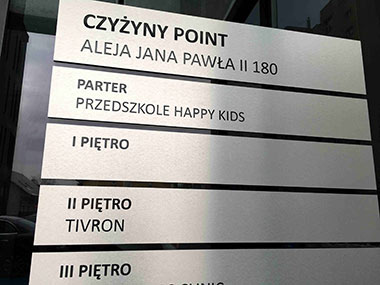 CZYŻYNY POINT
ALEJA JANA PAWŁA II 180
PARTER
PRZEDSZKOLE HAPPY KIDS
I PIĘTRO
II PIĘTRO
TIVRON
III PIĘTRO